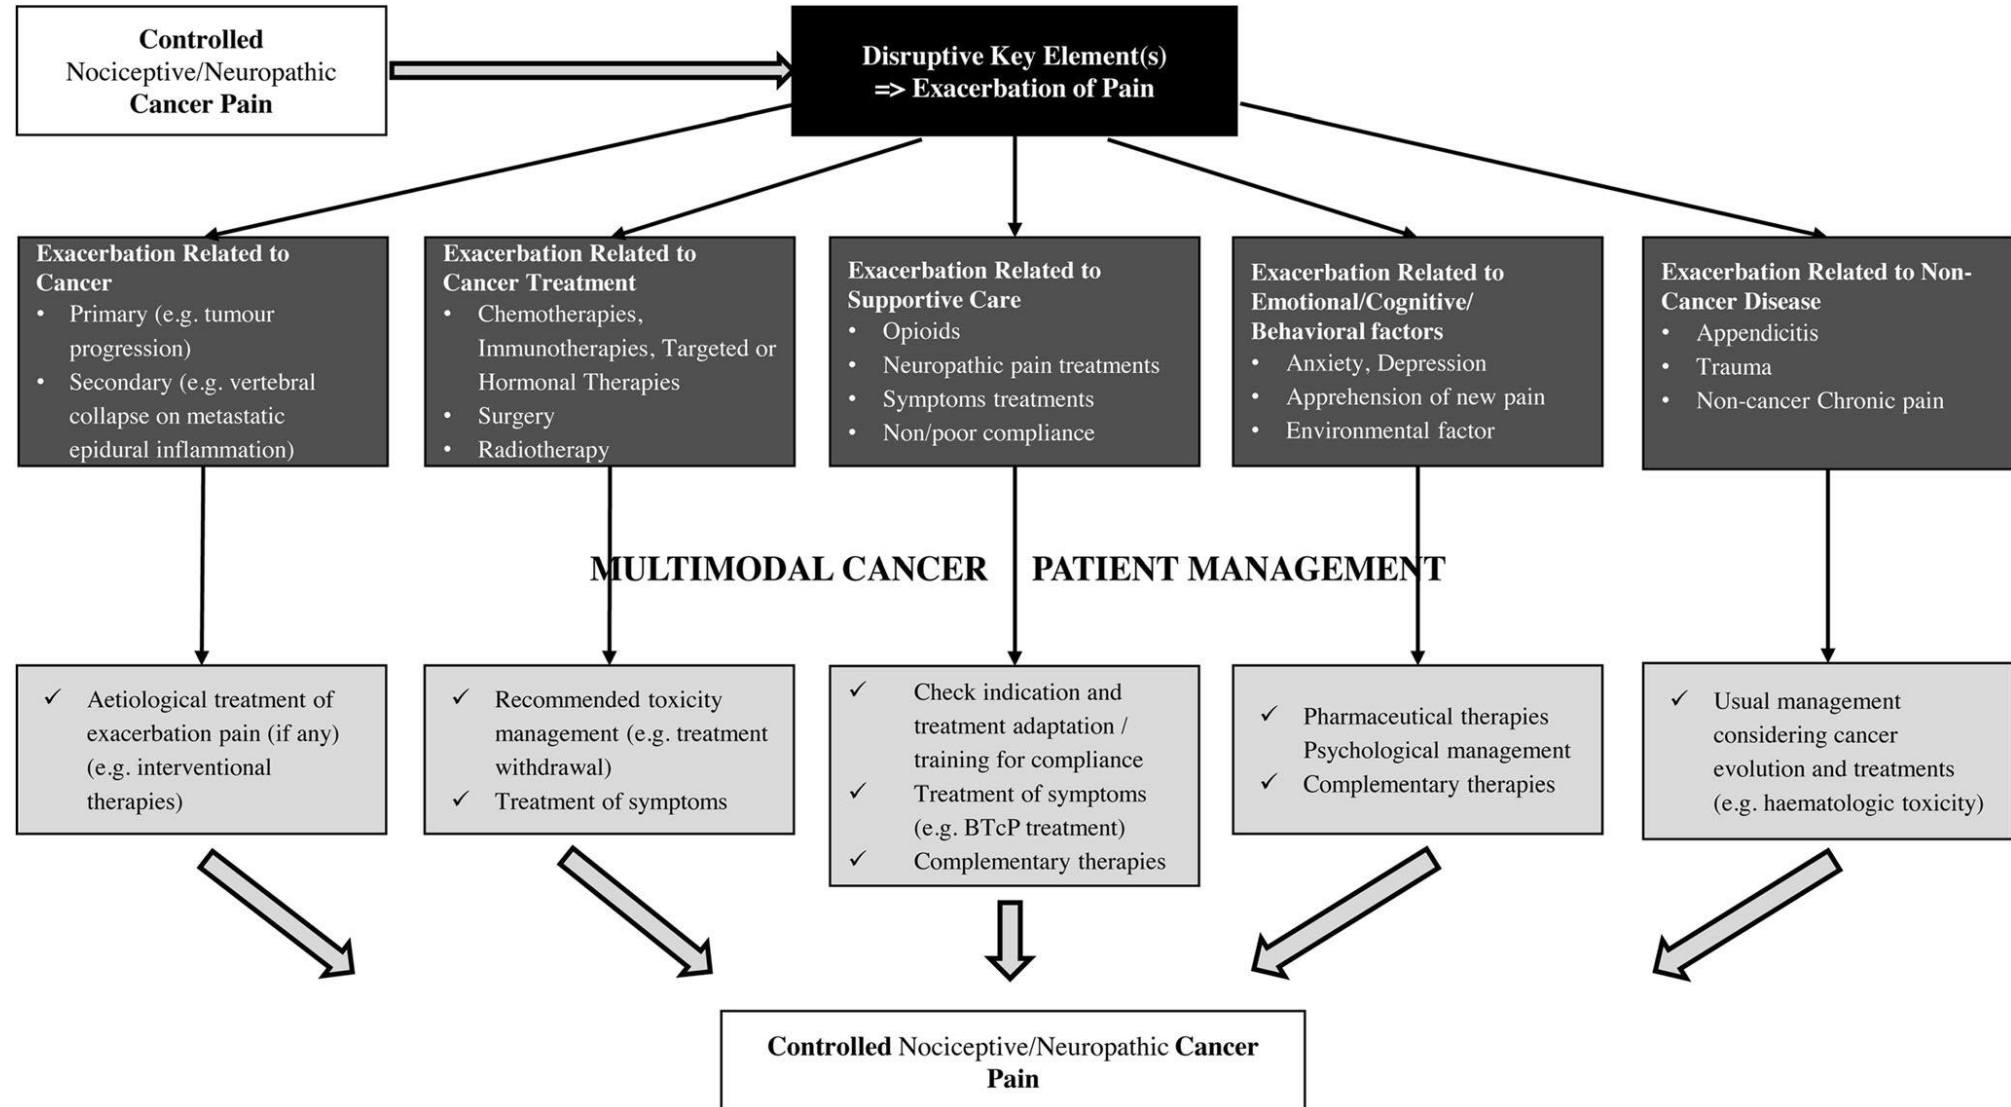 Controlled
Nociceptive/Neuropathic
Cancer Pain
Disruptive Key Element(s)
=> Exacerbation of Pain
Exacerbation Related to
Cancer
• Primary (e.g. tumour
progression)
• Secondary (e.g. vertebral
collapse on metastatic
epidural inflammation)
Exacerbation Related to
Cancer Treatment
• Chemotherapies,
Immunotherapies, Targeted or
Hormonal Therapies
• Surgery
• Radiotherapy
Exacerbation Related to
Supportive Care
• Opioids
• Neuropathic pain treatments
• Symptoms treatments
• Non/poor compliance
Exacerbation Related to
Emotional/Cognitive/
Behavioral factors
• Anxiety, Depression
• Apprehension of new pain
• Environmental factor
Exacerbation Related to Non-
Cancer Disease
• Appendicitis
• Trauma
• Non-cancer Chronic pain
MULTIMODAL CANCER PATIENT MANAGEMENT
✓ Aetiological treatment of
exacerbation pain (if any)
(e.g. interventional
therapies)
✓ Recommended toxicity
management (e.g. treatment
withdrawal)
✓ Treatment of symptoms
✓ Check indication and
treatment adaptation /
training for compliance
✓ Treatment of symptoms
(e.g. BTcP treatment)
✓ Complementary therapies
✓ Pharmaceutical therapies
Psychological management
✓ Complementary therapies
✓ Usual management
considering cancer
evolution and treatments
(e.g. haematologic toxicity)
Controlled Nociceptive/Neuropathic Cancer
Pain